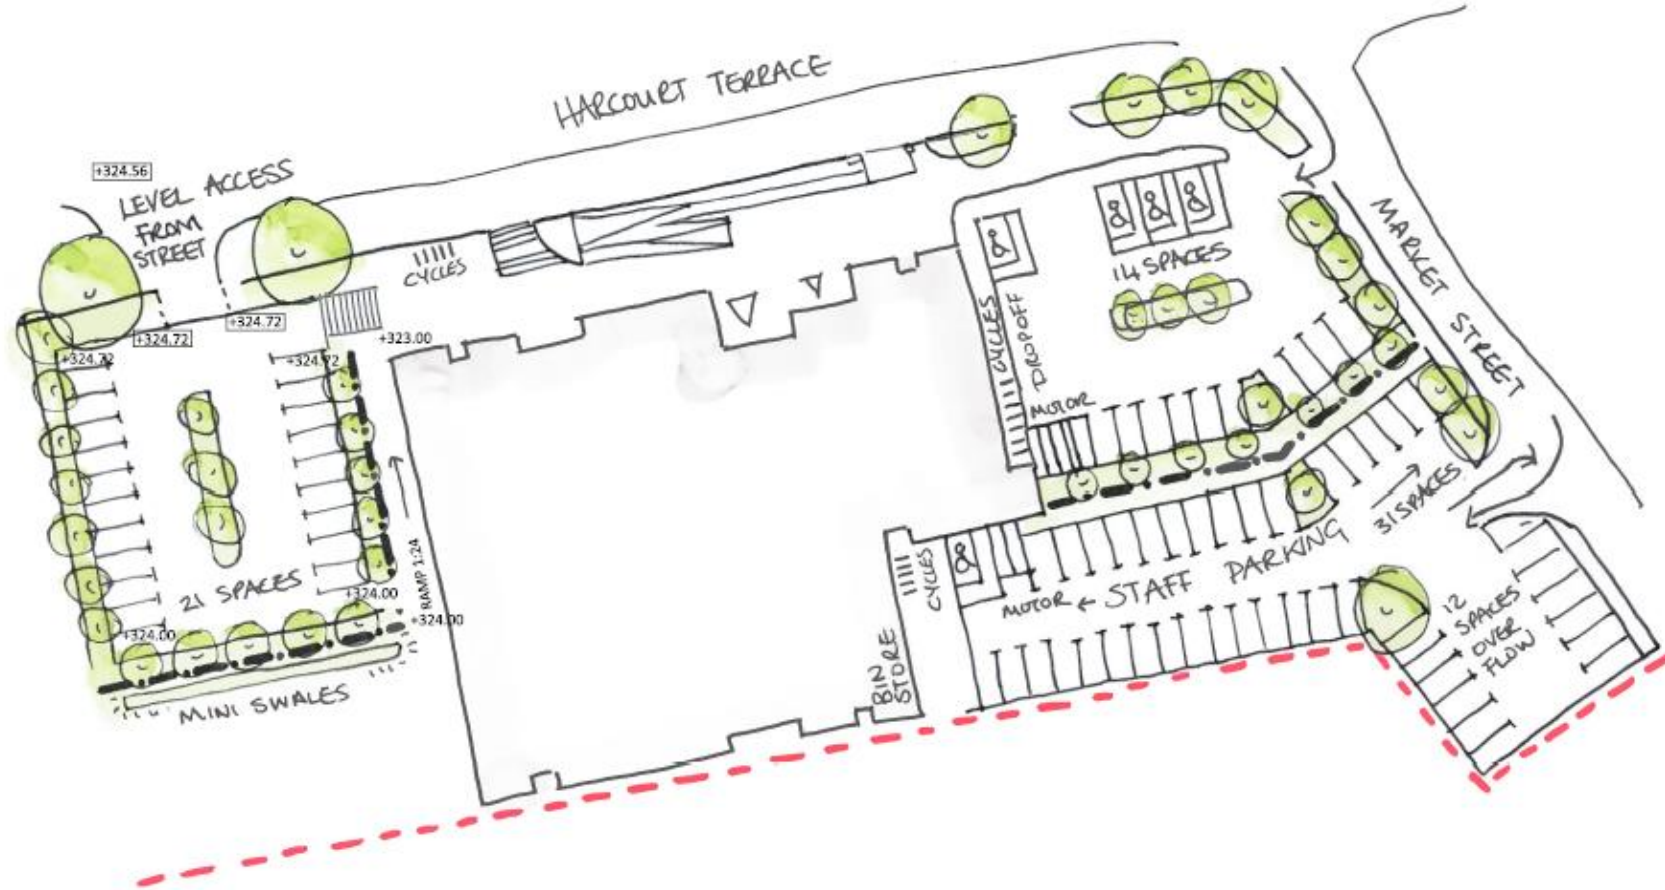 HARCOURT TERRACE
+324.56
LEVEL ACCESS
FROM
STREET
+324.72
+324.72
+324.72
+324.72
+323.00
CYCLES
21 SPACES
+324.00
+324.00
+324.00
RAMP 1:24
MINI SWALES
14 SPACES
CYCLES
DROPOFF
MOTOR
MARKET STREET
31 SPACES
STAFF PARKING
MOTOR
CYCLES
BIN
STORE
12
SPACES
OVER
FLOW